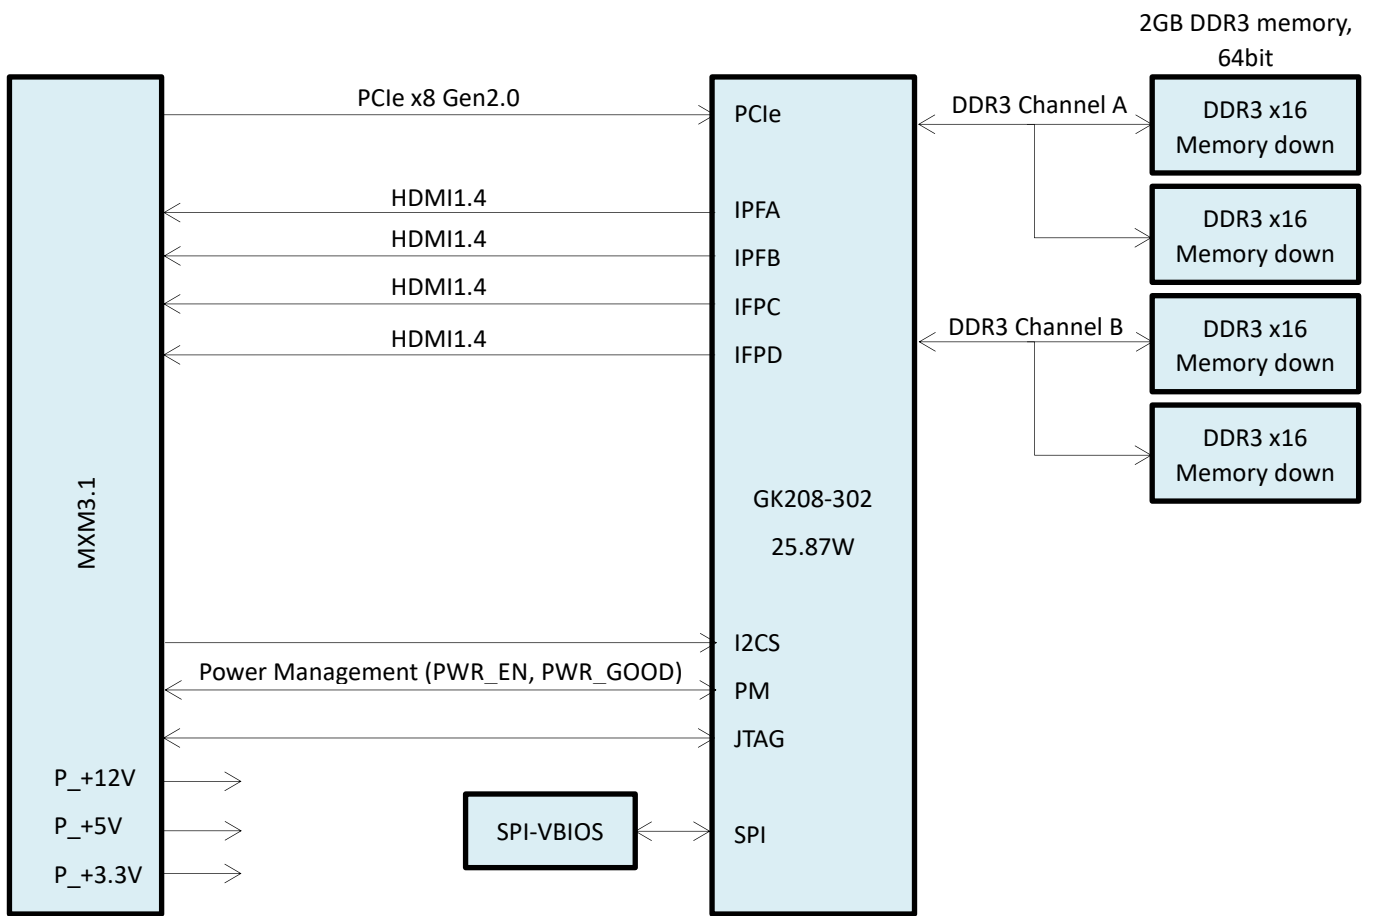 2GB DDR3 memory,
64bit
PCIe x8 Gen2.0
PCIe
DDR3 Channel A
DDR3 x16
Memory down
HDMI1.4
IPFA
DDR3 x16
Memory down
HDMI1.4
IPFB
HDMI1.4
IFPC
DDR3 Channel B
DDR3 x16
Memory down
HDMI1.4
IFPD
DDR3 x16
Memory down
MXM3.1
GK208-302
25.87W
I2CS
Power Management (PWR_EN, PWR_GOOD)
PM
JTAG
P_+12V
P_+5V
SPI-VBIOS
SPI
P_+3.3V